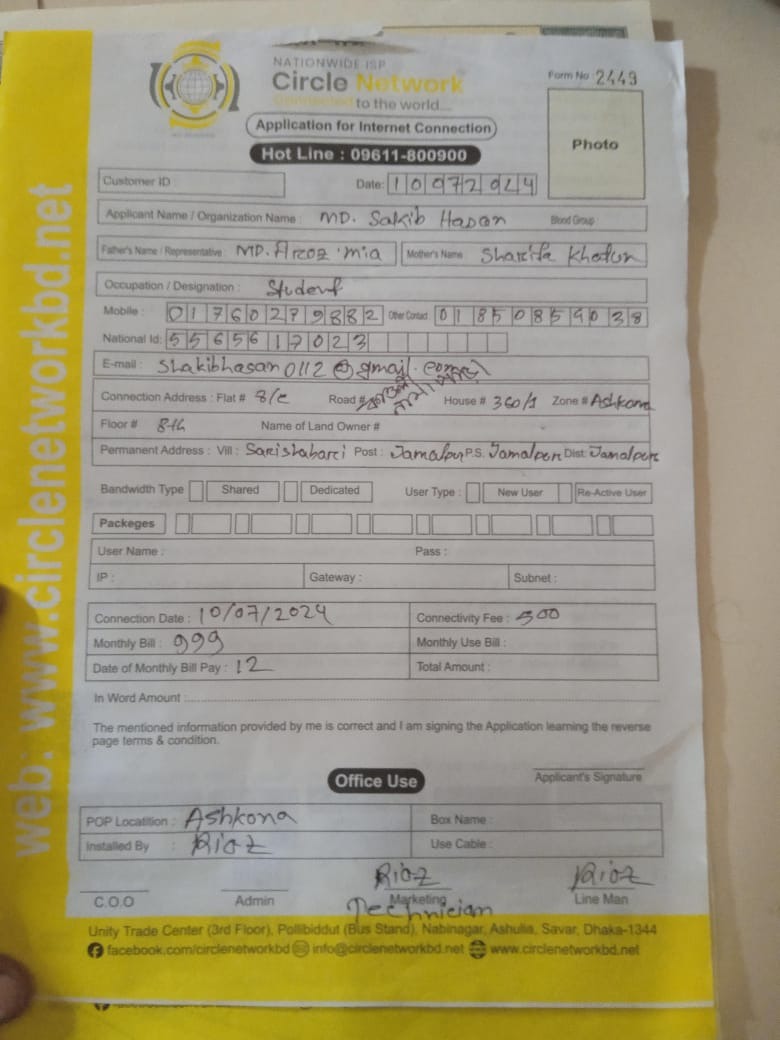 NATIONWIDE ISP
Circle Network
Connected to the world....
Form No : 2449
Application for Internet Connection
Photo
Hot Line : 09611-800900
Customer ID :
Date: 10072024
Applicant Name / Organization Name : MD. Sakib Hasan Blood Group :
Father's Name / Representative : MD. Afroz mia Mother's Name Sharifa Khatun
Occupation / Designation : Student
Mobile : 01760279882 Other Contact 01850859038
National Id: 5565617023
E-mail : shakibhasan0112@gmail.com
Connection Address : Flat # 8/c Road # House # 360/1 Zone # Ashkona
Floor # 8th Name of Land Owner #
Permanent Address : Vill : Sarishabari Post : Jamalpur P.S. Jamalpur Dist: Jamalpur
Bandwidth Type Shared Dedicated User Type : New User Re-Active User
Packeges
User Name : Pass :
IP : Gateway : Subnet :
Connection Date : 10/07/2024 Connectivity Fee : 500
Monthly Bill : 999 Monthly Use Bill :
Date of Monthly Bill Pay : 12 Total Amount :
In Word Amount :
The mentioned information provided by me is correct and I am signing the Application learning the reverse
page terms & condition.
Applicant's Signature
Office Use
POP Locatition : Ashkona Box Name :
Installed By : Riaz Use Cable :
Riaz Riaz
C.O.O Admin Marketing Line Man
Technician
Unity Trade Center (3rd Floor), Pollibiddut (Bus Stand), Nabinagar, Ashulia, Savar, Dhaka-1344
facebook.com/circlenetworkbd info@circlenetworkbd.net www.circlenetworkbd.net
web: www.circlenetworkbd.net